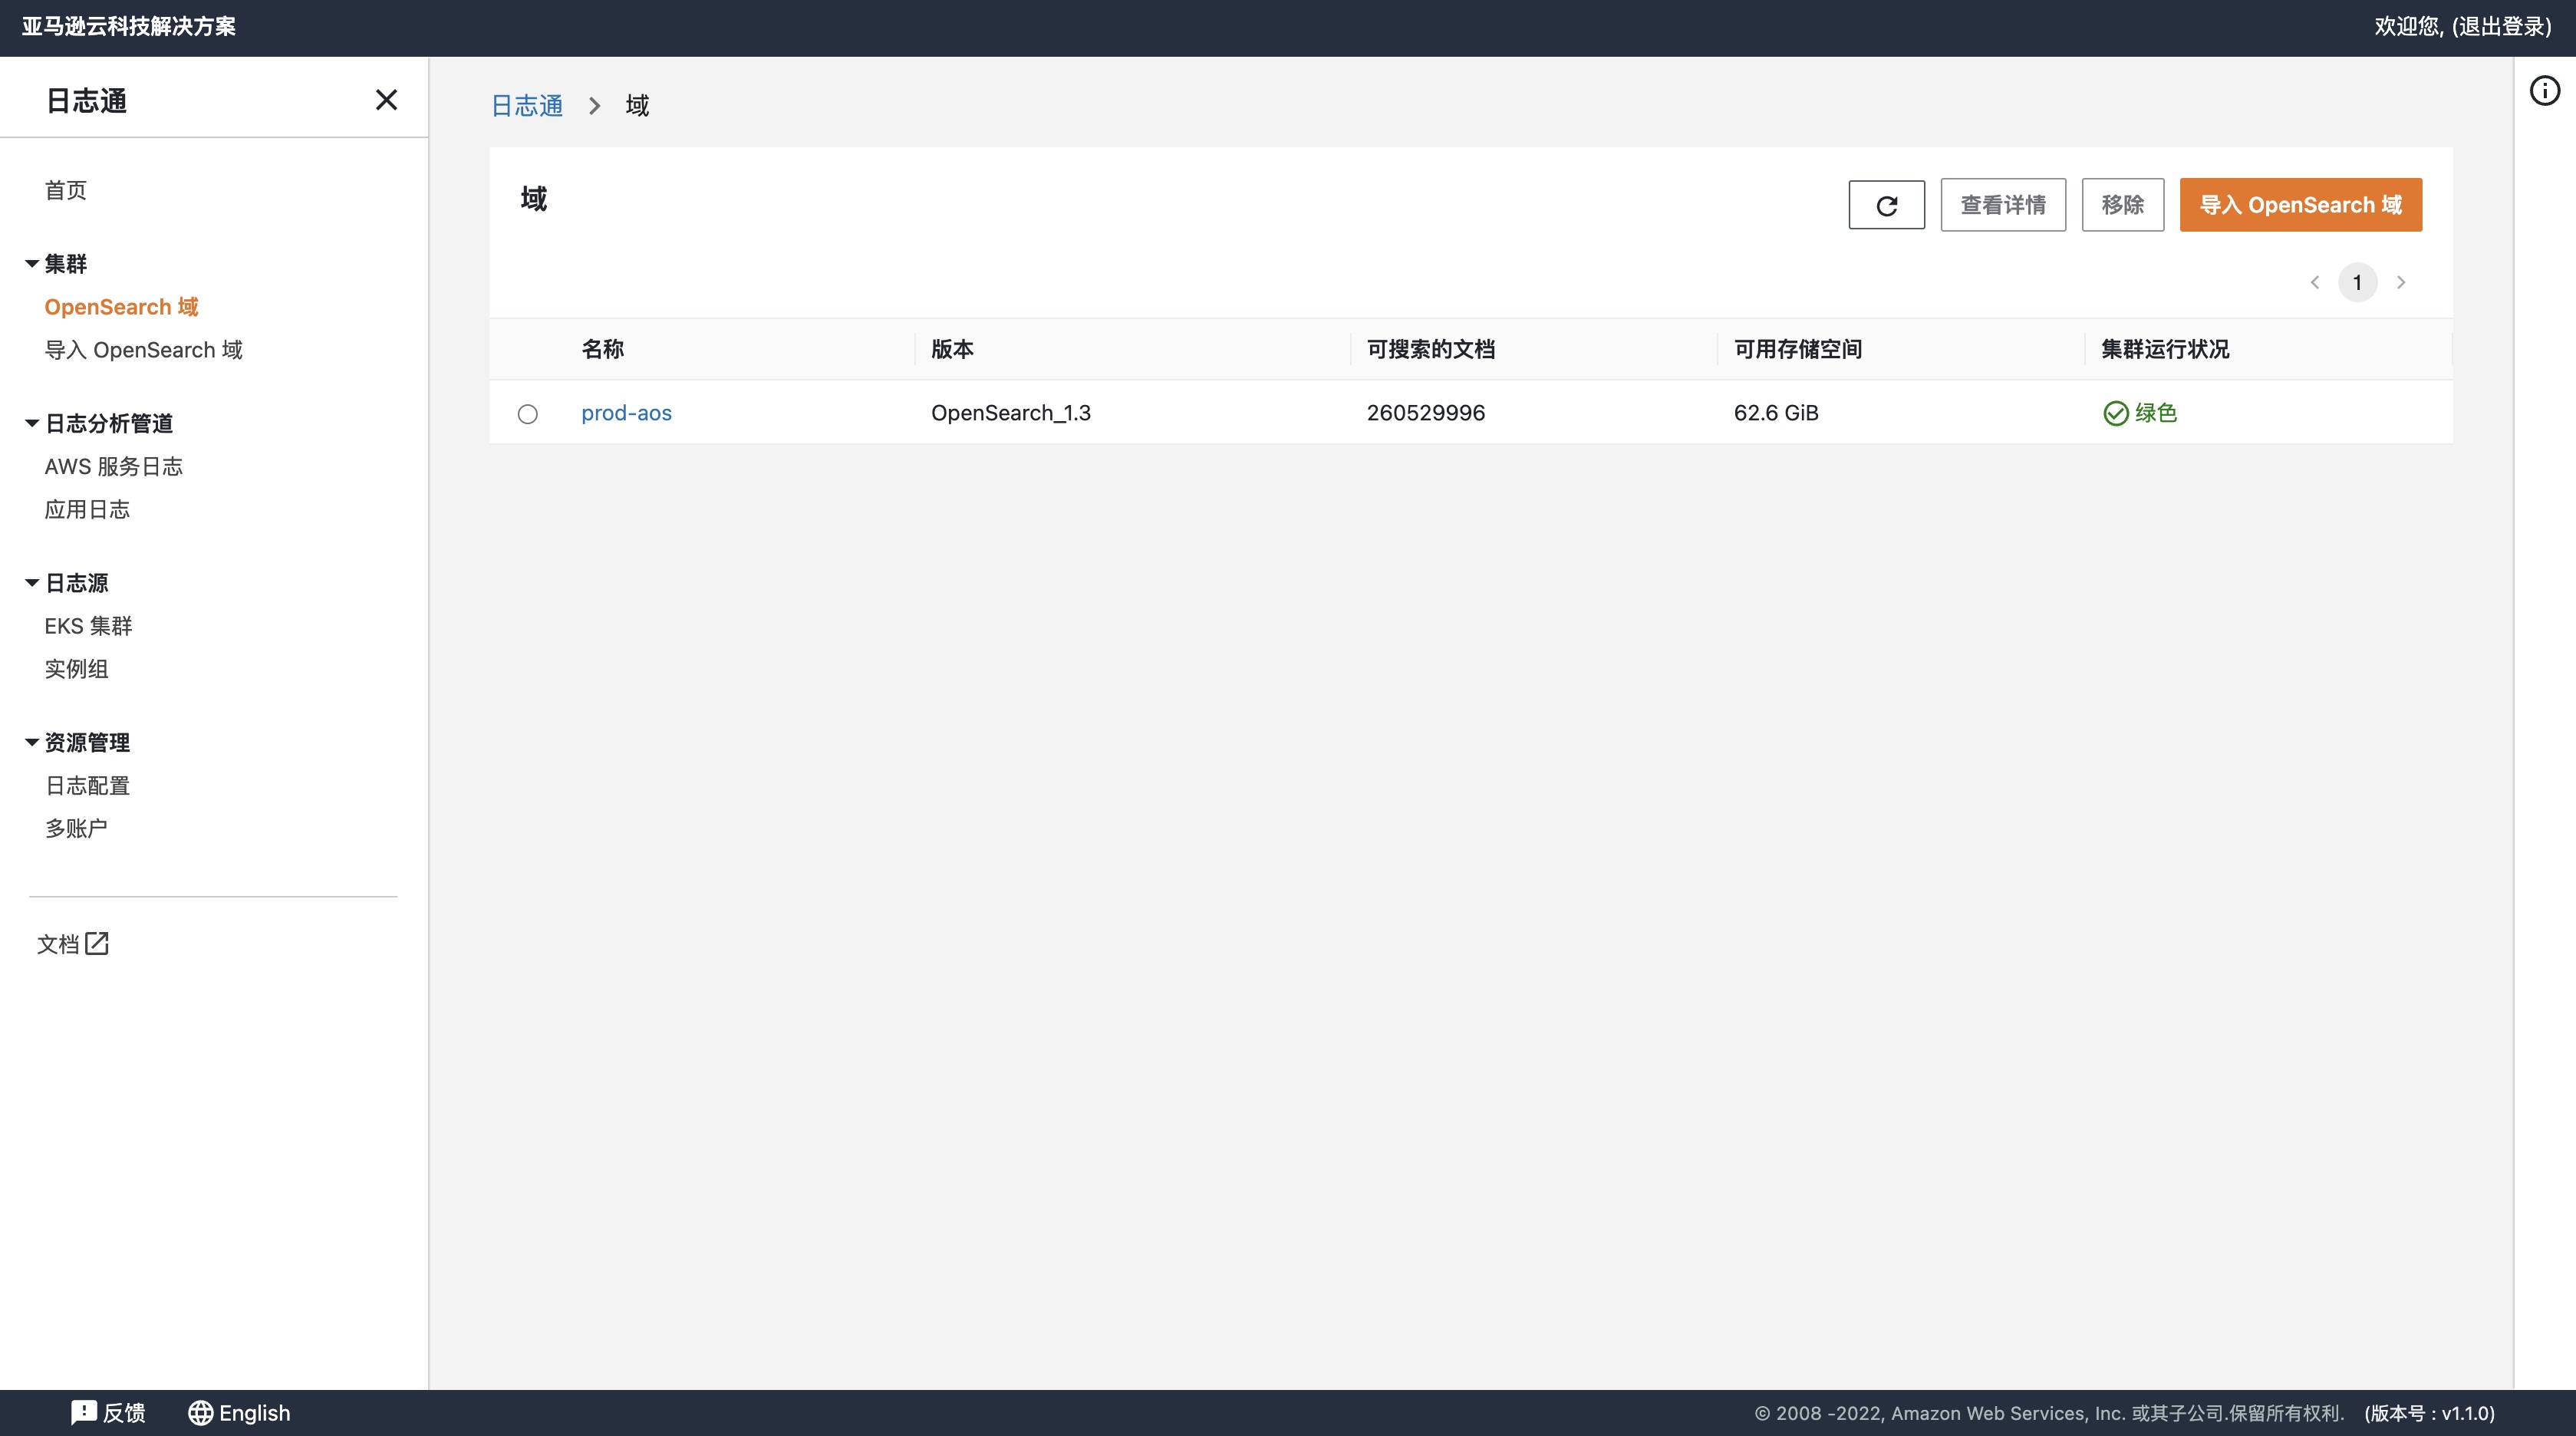 亚马逊云科技解决方案
欢迎您, (退出登录)
日志通
首页
集群
OpenSearch 域
导入 OpenSearch 域
日志分析管道
AWS 服务日志
应用日志
日志源
EKS 集群
实例组
资源管理
日志配置
多账户
文档
日志通 > 域
域
查看详情 移除 导入 OpenSearch 域
1
名称 版本 可搜索的文档 可用存储空间 集群运行状况
prod-aos OpenSearch_1.3 260529996 62.6 GiB 绿色
反馈 English
© 2008 -2022, Amazon Web Services, Inc. 或其子公司.保留所有权利. (版本号 : v1.1.0)